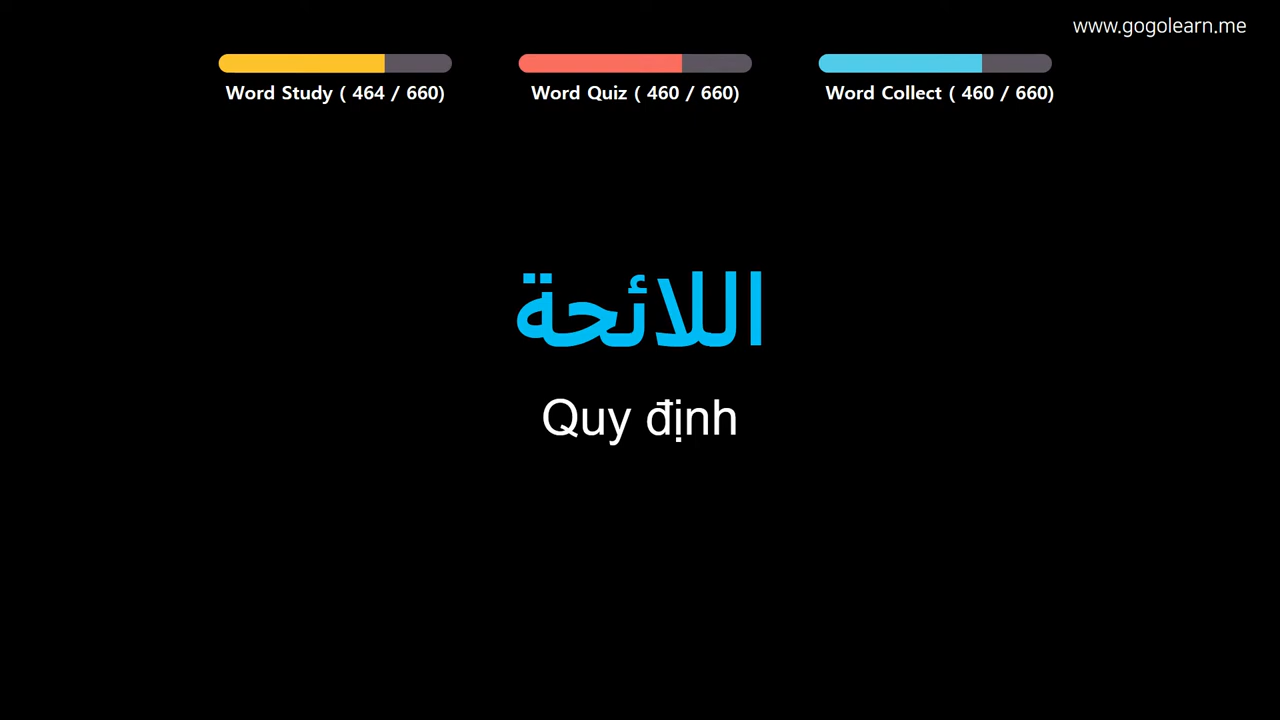 www.gogolearn.me
Word Study ( 464 / 660)
Word Quiz ( 460 / 660)
Word Collect ( 460 / 660)
اللائحة
Quy định